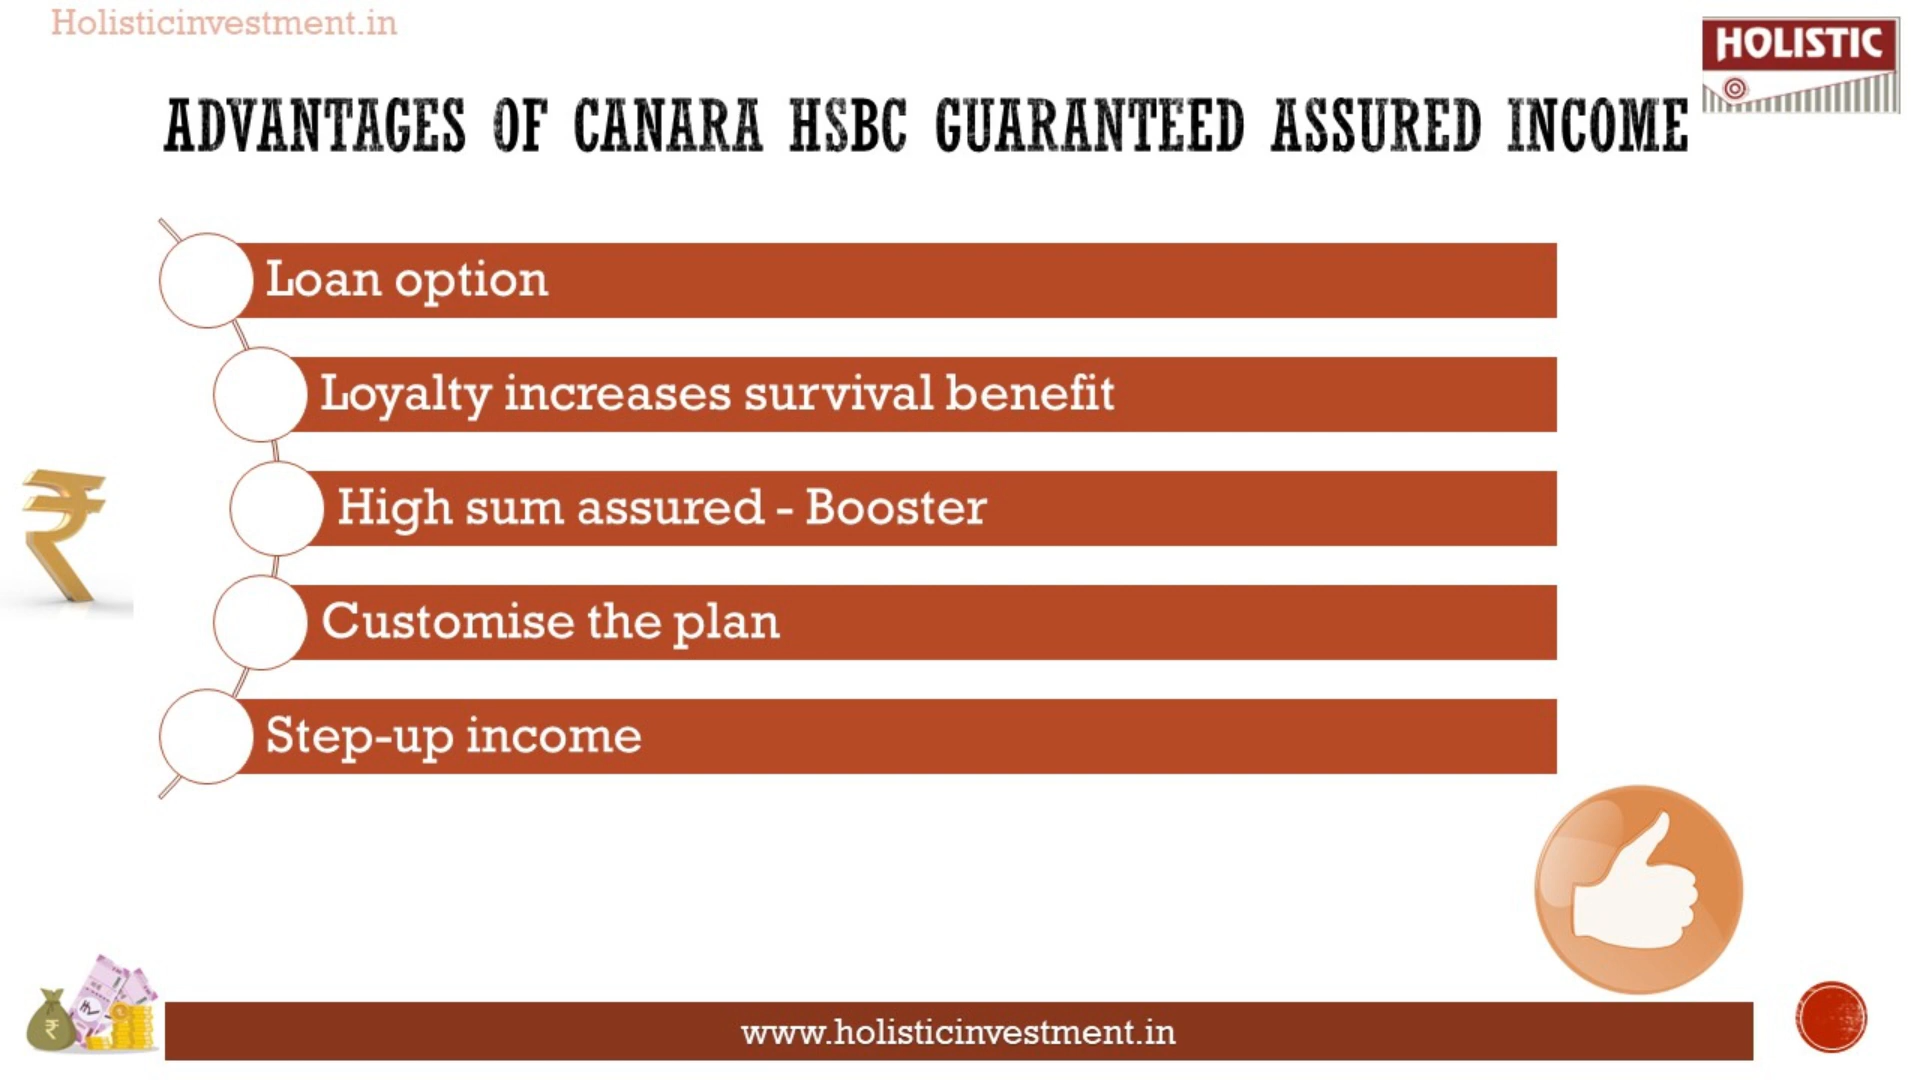 Holisticinvestment.in
HOLISTIC
ADVANTAGES OF CANARA HSBC GUARANTEED ASSURED INCOME
Loan option
Loyalty increases survival benefit
High sum assured - Booster
Customise the plan
Step-up income
www.holisticinvestment.in